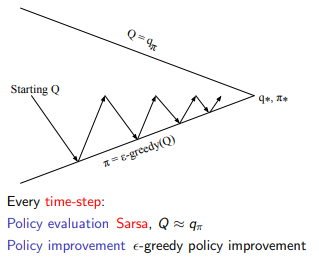 Q = qπ
Starting Q
q*, π*
π = ε-greedy(Q)
Every time-step:
Policy evaluation Sarsa, Q ≈ qπ
Policy improvement ϵ-greedy policy improvement